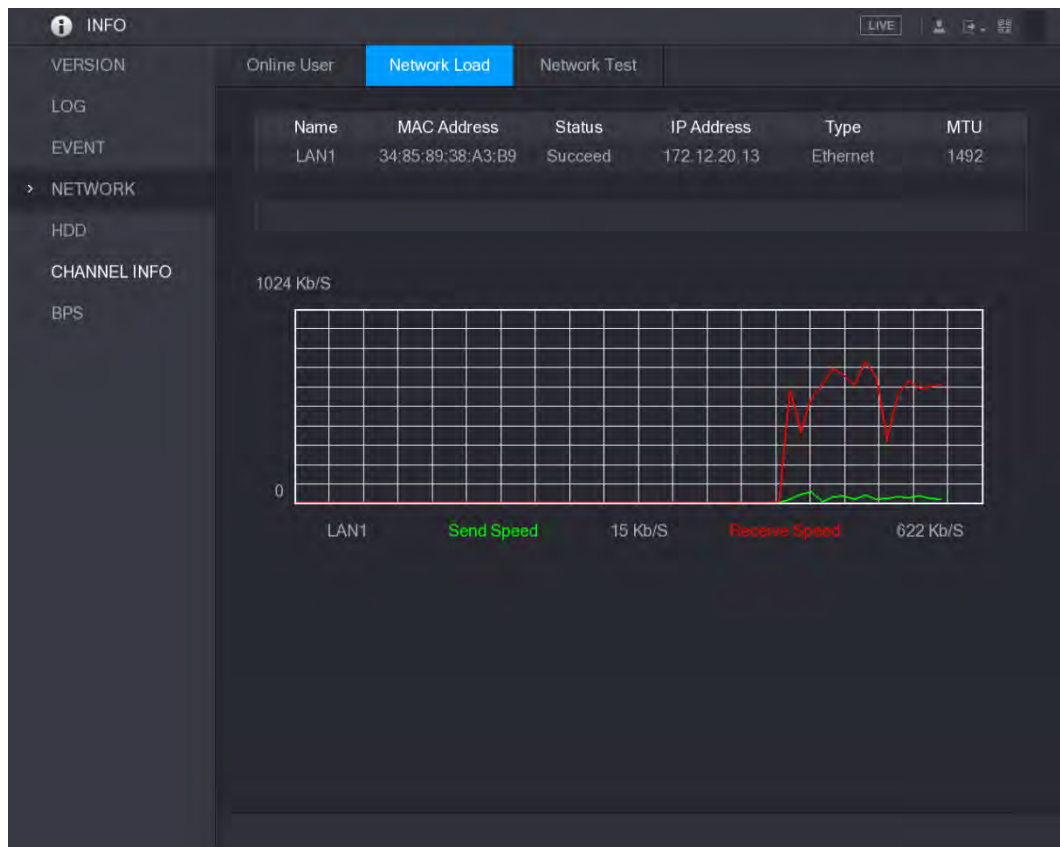 INFO LIVE
VERSION
LOG
EVENT
NETWORK
HDD
CHANNEL INFO
BPS
Online User Network Load Network Test
Name MAC Address Status IP Address Type MTU
LAN1 34:85:89:38:A3:B9 Succeed 172.12.20.13 Ethernet 1492
1024 Kb/S
0
LAN1 Send Speed 15 Kb/S Receive Speed 622 Kb/S